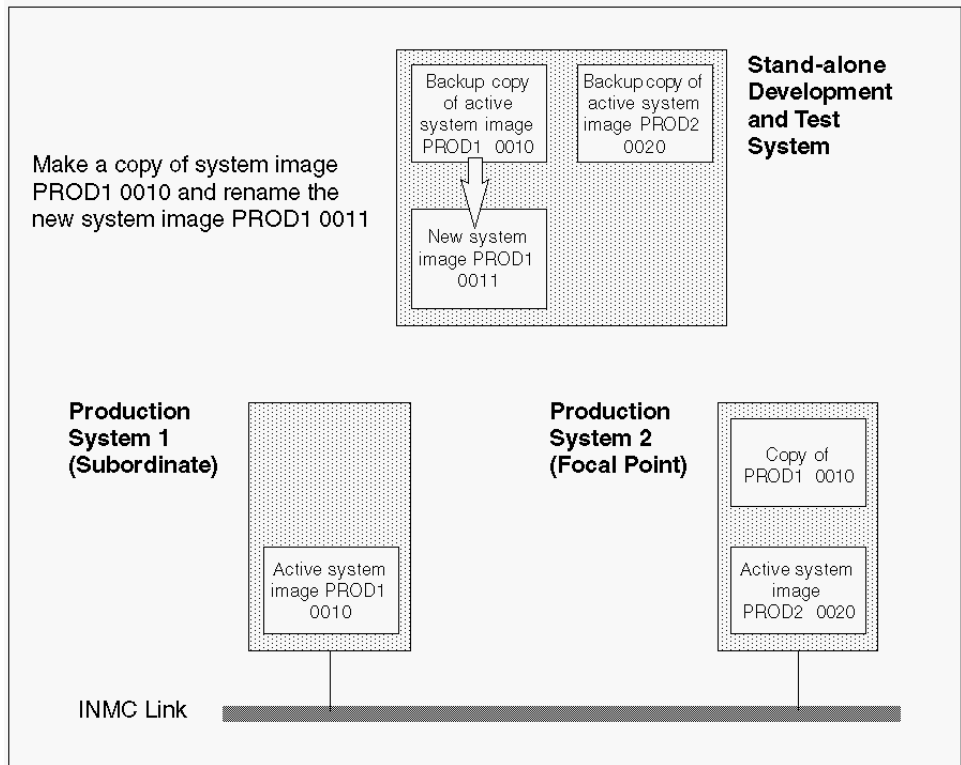 Backup copy
of active
system image
PROD1 0010
Backup copy of
active system
image PROD2
0020
Stand-alone
Development
and Test
System
Make a copy of system image
PROD1 0010 and rename the
new system image PROD1 0011
New system
image PROD1
0011
Production
System 1
(Subordinate)
Active system
image PROD1
0010
Production
System 2
(Focal Point)
Copy of
PROD1 0010
Active system
image
PROD2 0020
INMC Link